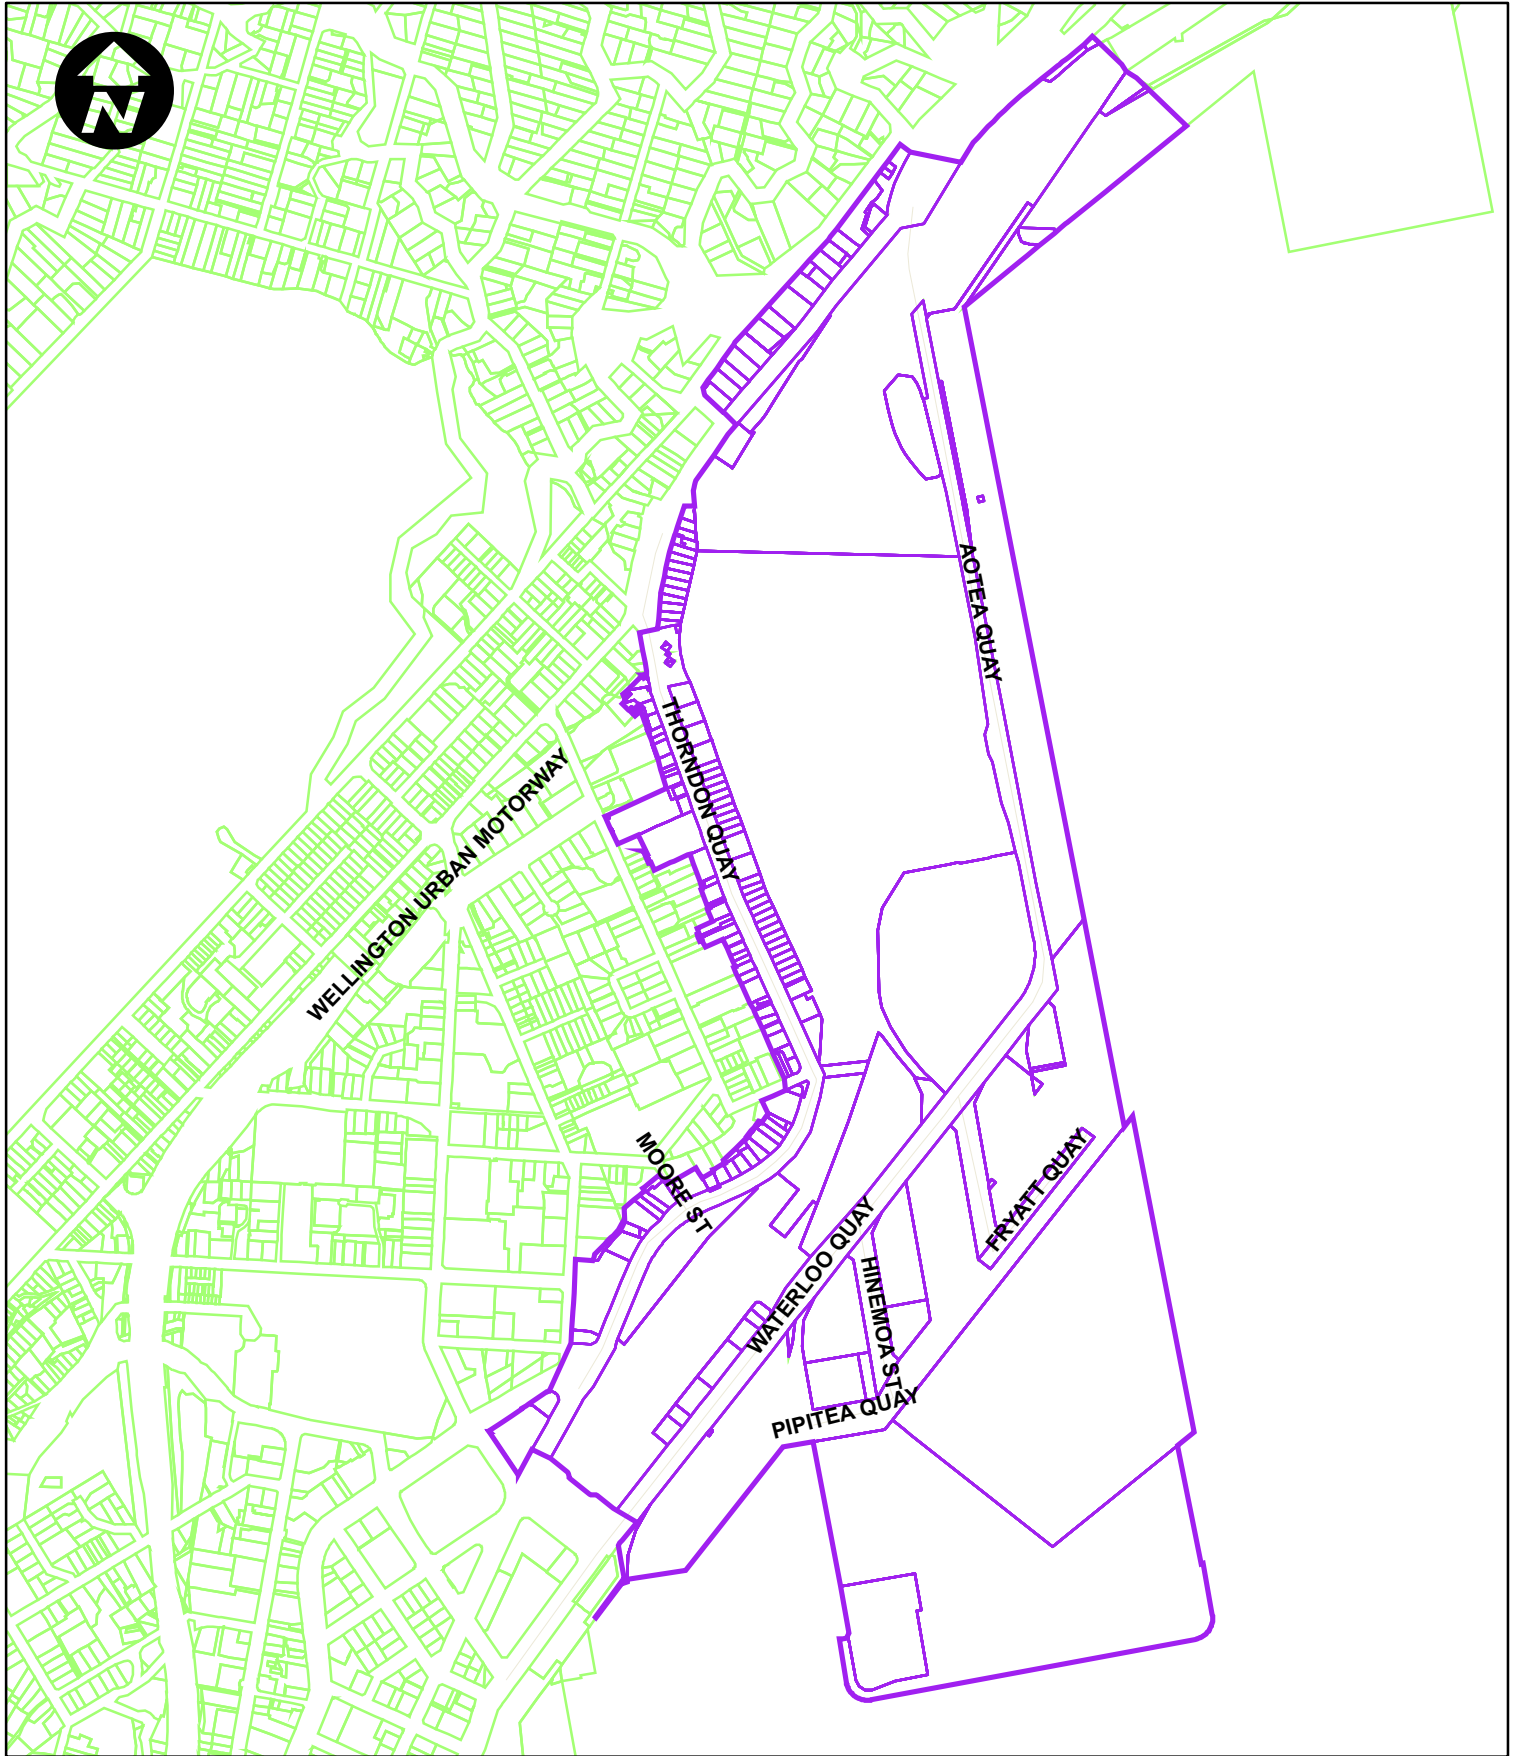 N
AOTEA QUAY
THORNDON QUAY
WELLINGTON URBAN MOTORWAY
MOORE ST
FRYATT QUAY
WATERLOO QUAY
HINEMOA ST
PIPITEA QUAY